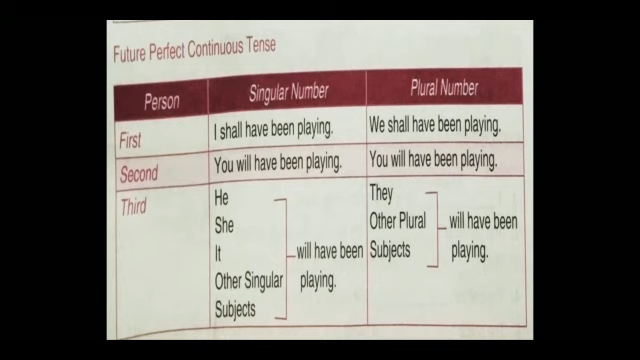 Future Perfect Continuous Tense
Person Singular Number Plural Number
First I shall have been playing. We shall have been playing.
Second You will have been playing. You will have been playing.
Third He They
She Other Plural will have been
It will have been Subjects playing.
Other Singular playing.
Subjects